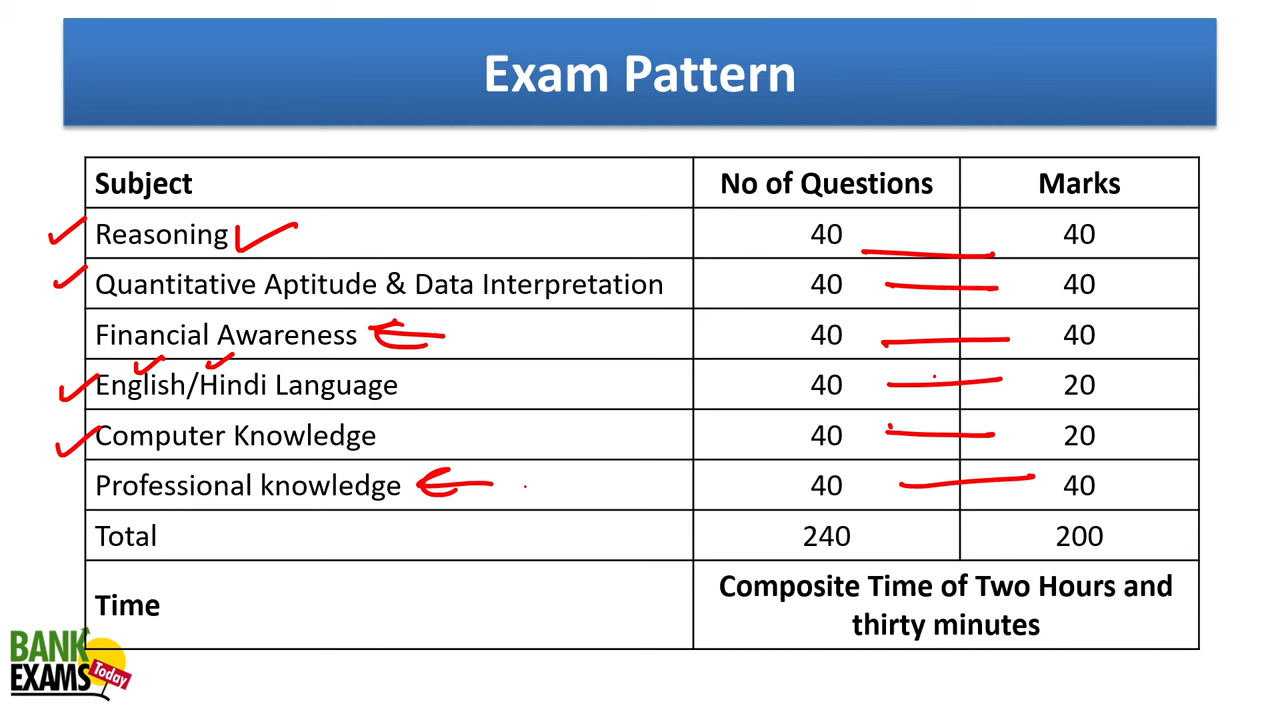 Exam Pattern
Subject No of Questions Marks
Reasoning 40 40
Quantitative Aptitude & Data Interpretation 40 40
Financial Awareness 40 40
English/Hindi Language 40 20
Computer Knowledge 40 20
Professional knowledge 40 40
Total 240 200
Time Composite Time of Two Hours and
thirty minutes
BANK
EXAMS Today